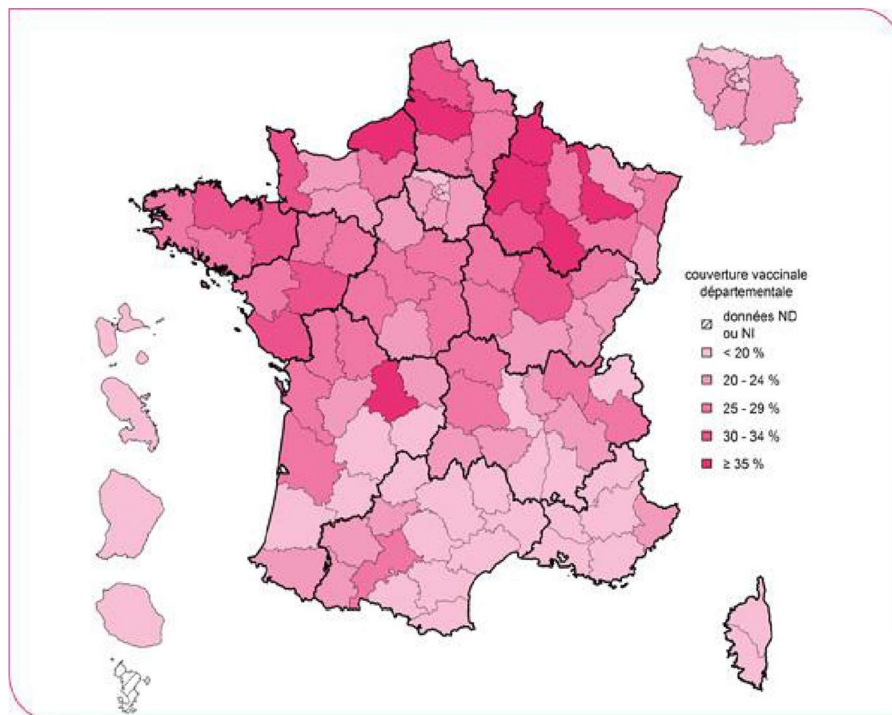 couverture vaccinale
départementale
données ND
ou NI
< 20 %
20 - 24 %
25 - 29 %
30 - 34 %
≥ 35 %